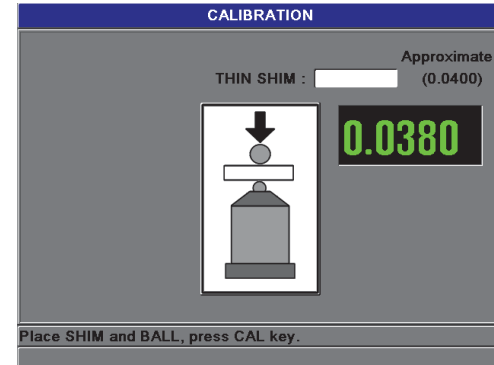 CALIBRATION
Approximate
THIN SHIM : (0.0400)
0.0380
Place SHIM and BALL, press CAL key.